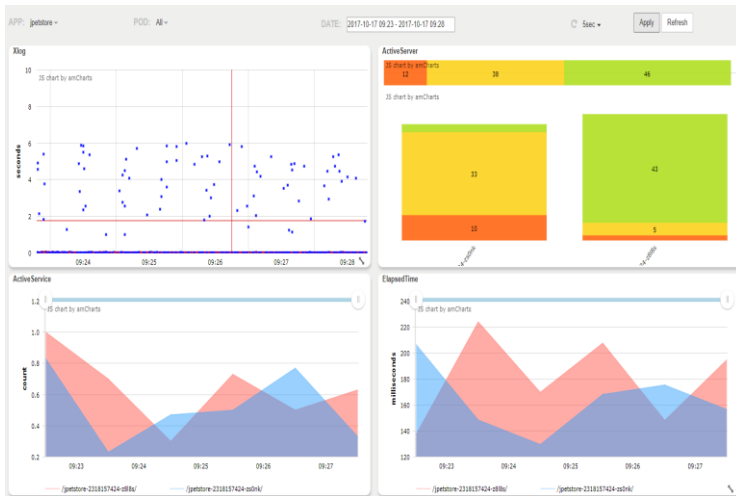 APP: jpetstore POD: All DATE: 2017-10-17 09:23 - 2017-10-17 09:28 5sec Apply Refresh
Xlog
JS chart by amCharts
seconds
10
8
6
4
2
0
09:24 09:25 09:26 09:27 09:28
ActiveServer
JS chart by amCharts
12 38 46
JS chart by amCharts
33
10
43
5
ActiveService
JS chart by amCharts
count
1.2
1.0
0.8
0.6
0.4
0.2
09:23 09:24 09:25 09:26 09:27
/jpetstore-2318157424-z8l8s/ /jpetstore-2318157424-zs0nk/
ElapsedTime
JS chart by amCharts
milliseconds
240
220
200
180
160
140
120
09:23 09:24 09:25 09:26 09:27
/jpetstore-2318157424-z8l8s/ /jpetstore-2318157424-zs0nk/